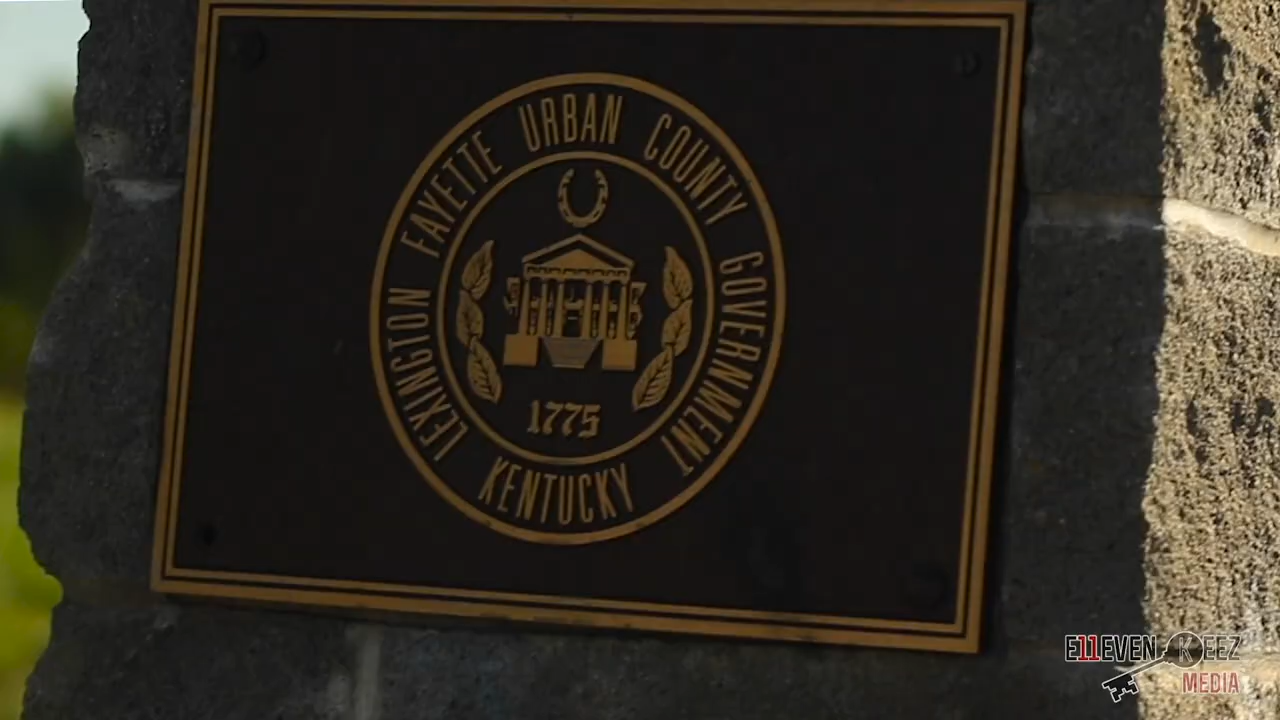 LEXINGTON FAYETTE URBAN COUNTY GOVERNMENT
KENTUCKY
1775
E11EVEN KEEZ
MEDIA